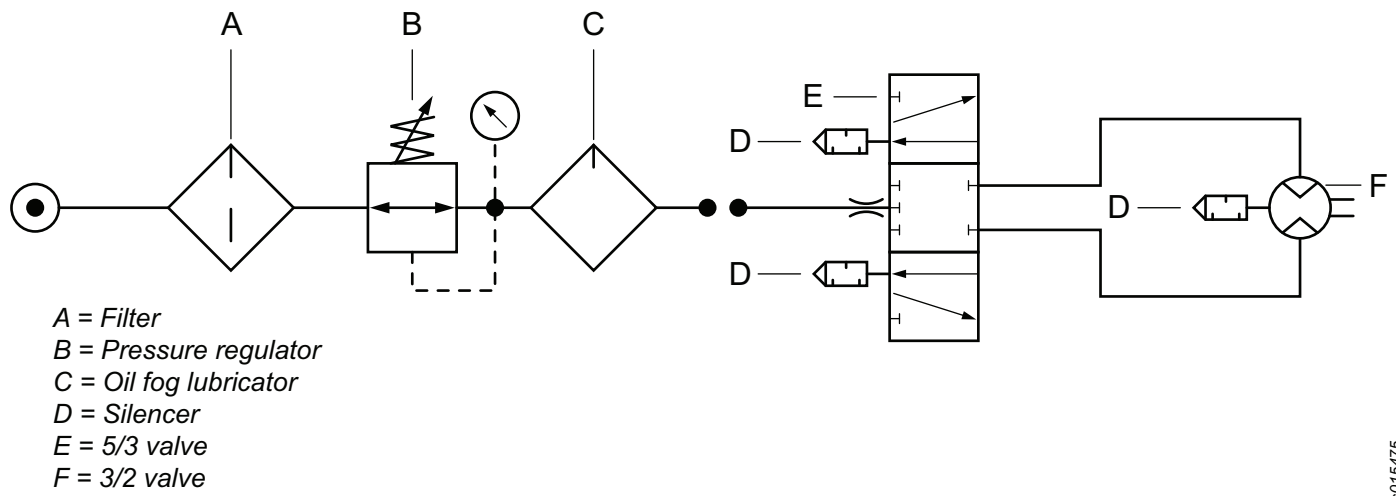 A B C
E
D
D
D
F
A = Filter
B = Pressure regulator
C = Oil fog lubricator
D = Silencer
E = 5/3 valve
F = 3/2 valve